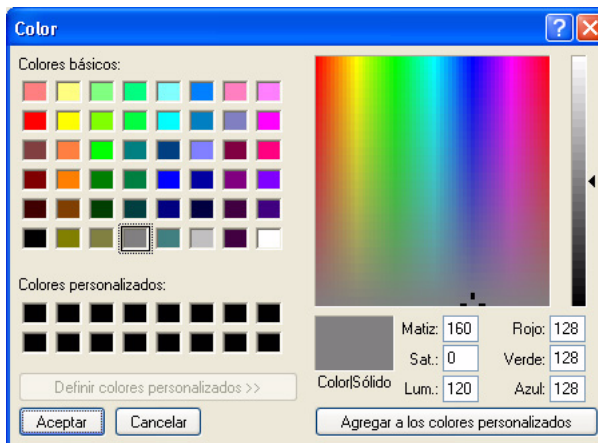 Color
Colores básicos:
Colores personalizados:
Definir colores personalizados >>
Aceptar
Cancelar
Color|Sólido
Matiz: 160
Sat.: 0
Lum.: 120
Rojo: 128
Verde: 128
Azul: 128
Agregar a los colores personalizados